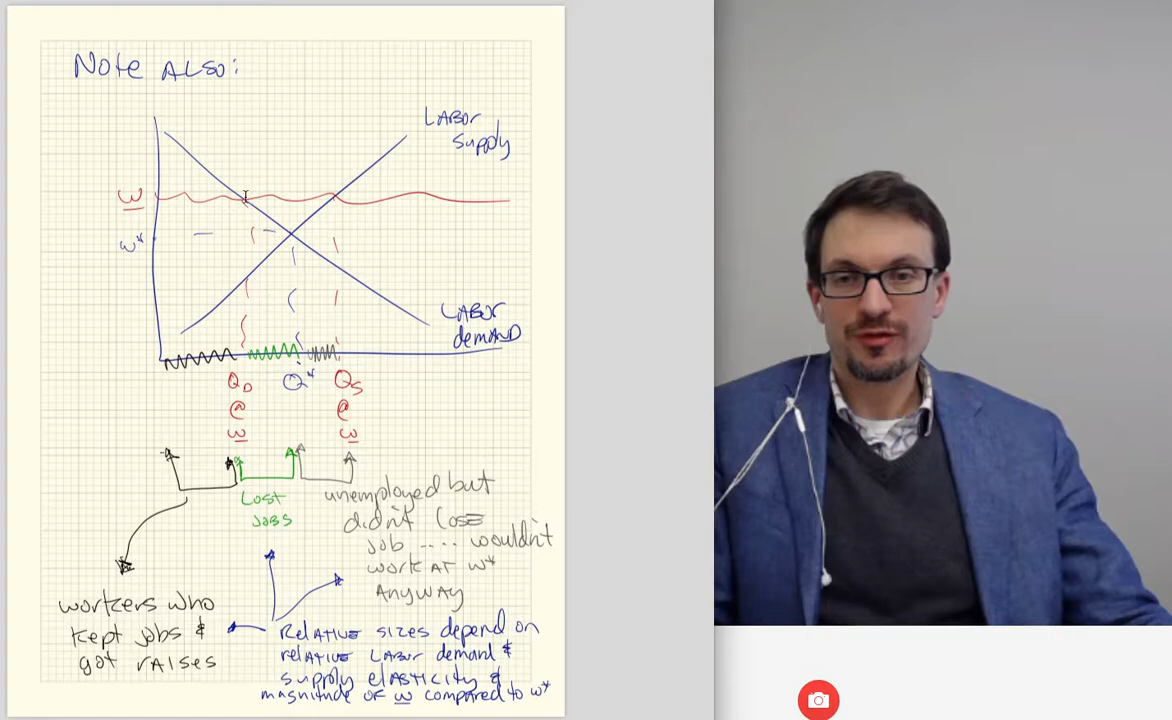 Note ALSO:
LABOR
supply
w
w*
LABOR
demAND
QD
@
w
Q*
QS
@
w
Lost
JOBS
unemployed but
didn't lose
job .... wouldn't
work AT w*
Anyway
workers who
kept jobs &
got raises
Relative sizes depend on
relative LABOR demand &
supply elasticity &
magnitude of w compared to w*